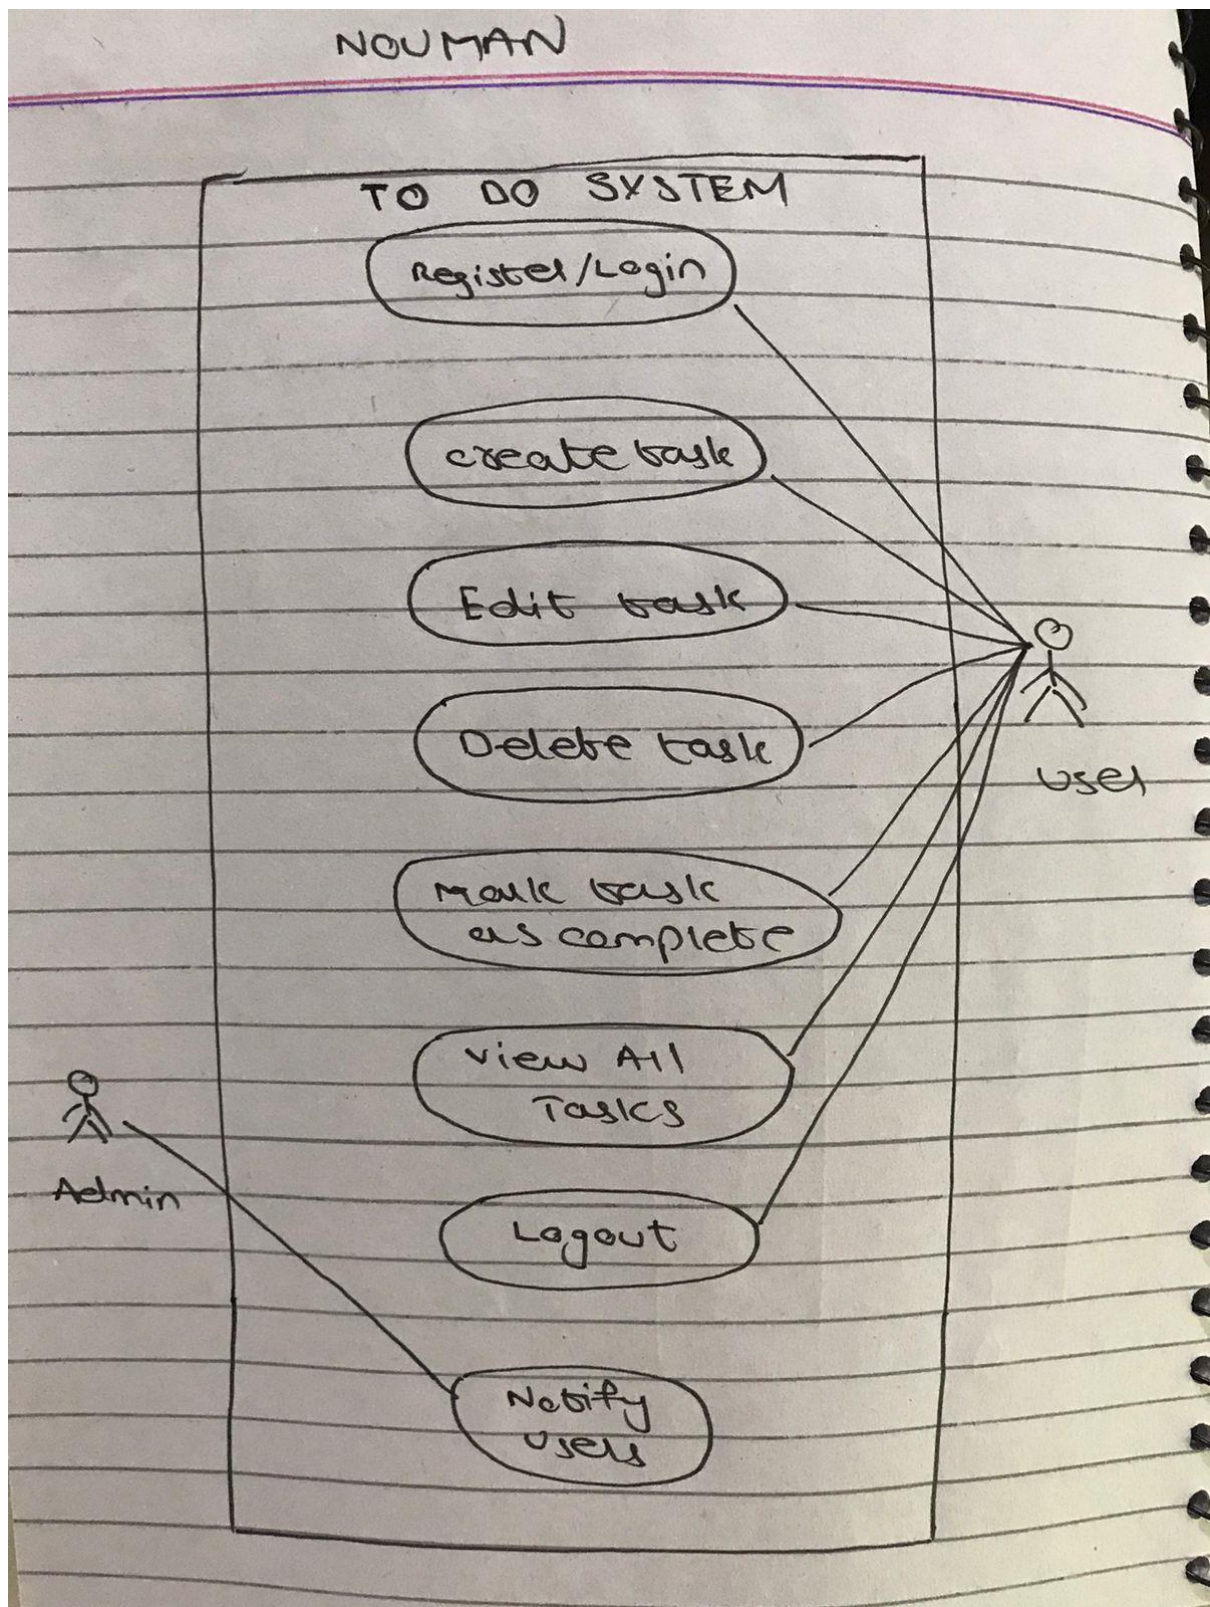 NOUMAN
TO DO SYSTEM
Register/Login
create task
Edit task
Delete task
User
Mark task
as complete
View All
Tasks
Admin
Logout
Notify
users